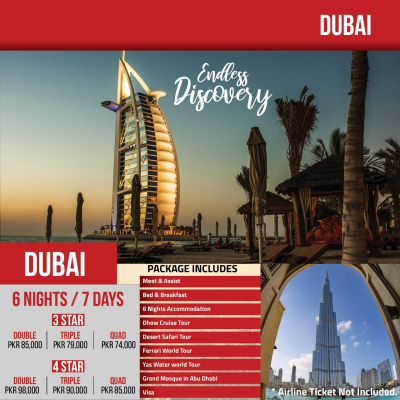 DUBAI
Endless
Discovery
DUBAI
6 NIGHTS / 7 DAYS
3 STAR
DOUBLE TRIPLE QUAD
PKR 85,000 PKR 79,000 PKR 74,000
4 STAR
DOUBLE TRIPLE QUAD
PKR 98,000 PKR 90,000 PKR 85,000
PACKAGE INCLUDES
Meet & Assist
Bed & Breakfast
6 Nights Accommodation
Dhow Cruise Tour
Desert Safari Tour
Ferrari World Tour
Yas Water world Tour
Grand Mosque in Abu Dhabi
Visa
* Airline Ticket Not Included.